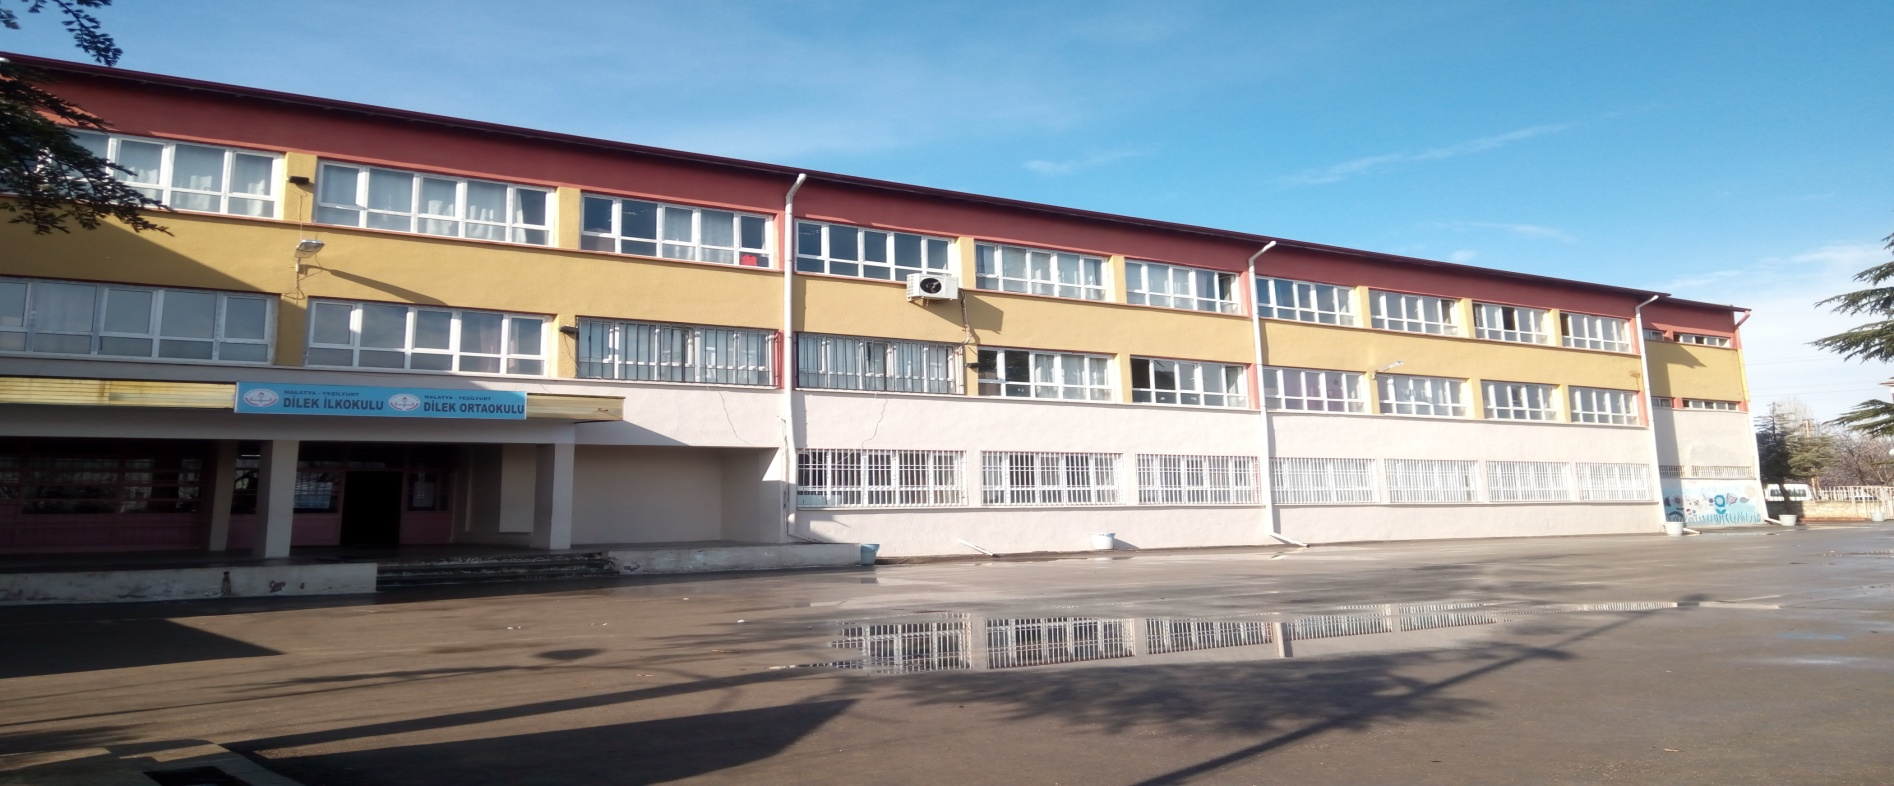 MALATYA - YEŞİLYURT
DİLEK İLKOKULU
MALATYA - YEŞİLYURT
DİLEK ORTAOKULU